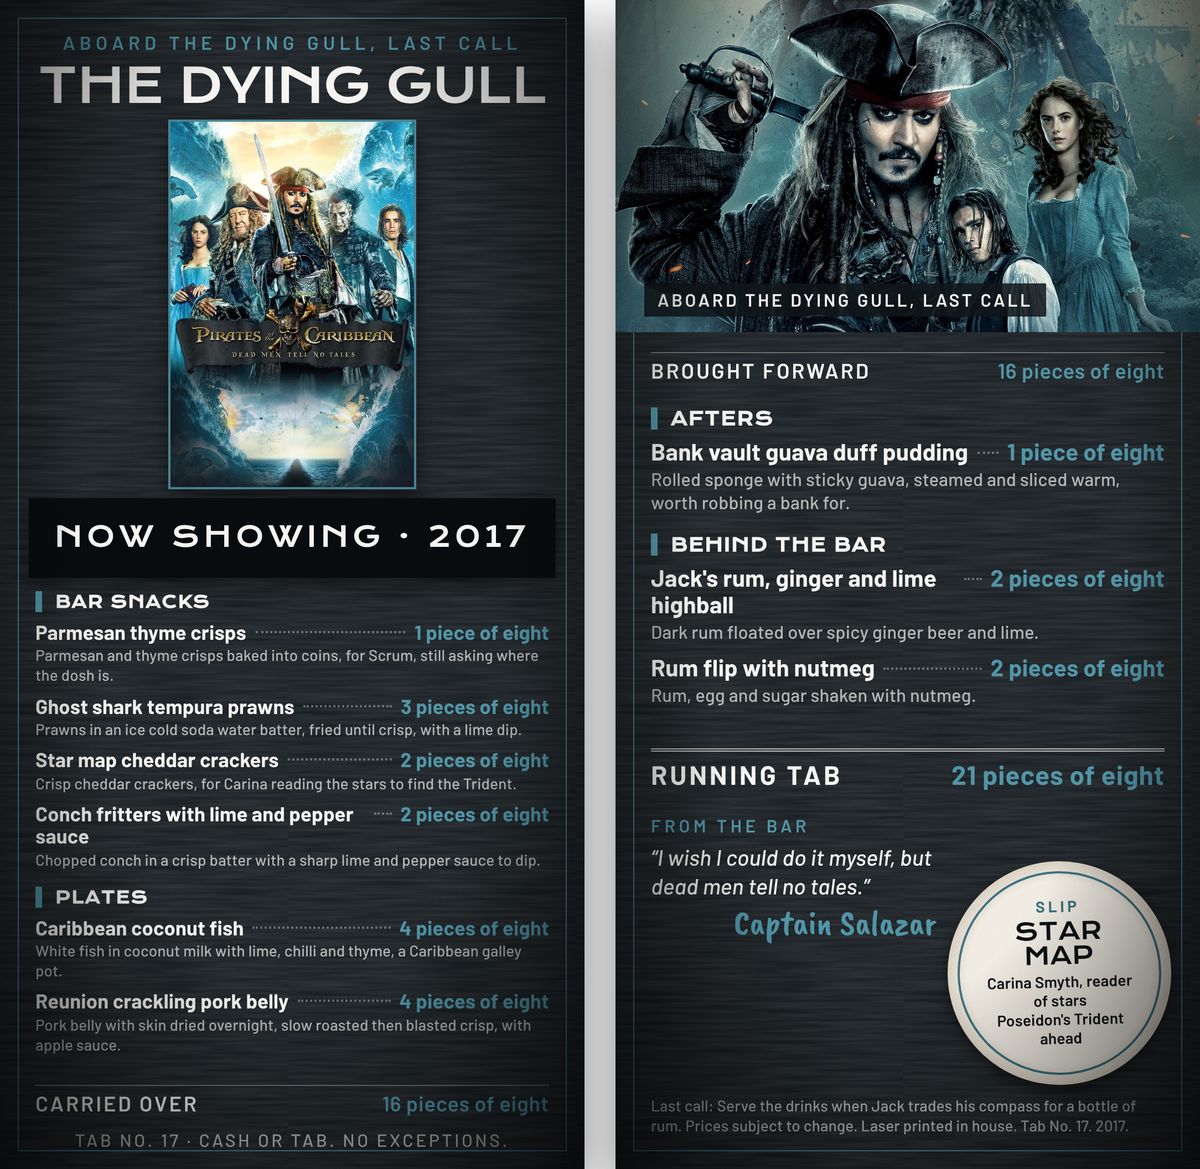 ABOARD THE DYING GULL, LAST CALL
THE DYING GULL
PIRATES of the CARIBBEAN
DEAD MEN TELL NO TALES
NOW SHOWING · 2017
BAR SNACKS
Parmesan thyme crisps 1 piece of eight
Parmesan and thyme crisps baked into coins, for Scrum, still asking where
the dosh is.
Ghost shark tempura prawns 3 pieces of eight
Prawns in an ice cold soda water batter, fried until crisp, with a lime dip.
Star map cheddar crackers 2 pieces of eight
Crisp cheddar crackers, for Carina reading the stars to find the Trident.
Conch fritters with lime and pepper 2 pieces of eight
sauce
Chopped conch in a crisp batter with a sharp lime and pepper sauce to dip.
PLATES
Caribbean coconut fish 4 pieces of eight
White fish in coconut milk with lime, chilli and thyme, a Caribbean galley
pot.
Reunion crackling pork belly 4 pieces of eight
Pork belly with skin dried overnight, slow roasted then blasted crisp, with
apple sauce.
CARRIED OVER 16 pieces of eight
TAB NO. 17 · CASH OR TAB. NO EXCEPTIONS.
ABOARD THE DYING GULL, LAST CALL
BROUGHT FORWARD 16 pieces of eight
AFTERS
Bank vault guava duff pudding 1 piece of eight
Rolled sponge with sticky guava, steamed and sliced warm,
worth robbing a bank for.
BEHIND THE BAR
Jack's rum, ginger and lime 2 pieces of eight
highball
Dark rum floated over spicy ginger beer and lime.
Rum flip with nutmeg 2 pieces of eight
Rum, egg and sugar shaken with nutmeg.
RUNNING TAB 21 pieces of eight
FROM THE BAR
“I wish I could do it myself, but
dead men tell no tales.”
Captain Salazar
SLIP
STAR
MAP
Carina Smyth, reader
of stars
Poseidon's Trident
ahead
Last call: Serve the drinks when Jack trades his compass for a bottle of
rum. Prices subject to change. Laser printed in house. Tab No. 17. 2017.